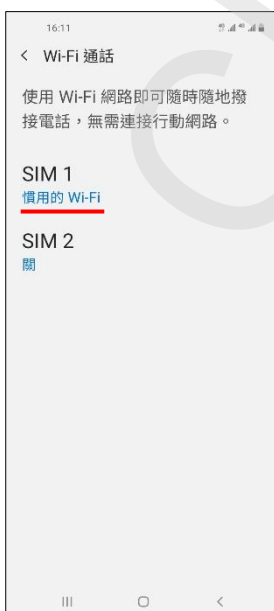 16:11
Wi-Fi 通話
使用 Wi-Fi 網路即可隨時隨地撥
接電話，無需連接行動網路。
SIM 1
慣用的 Wi-Fi
SIM 2
關